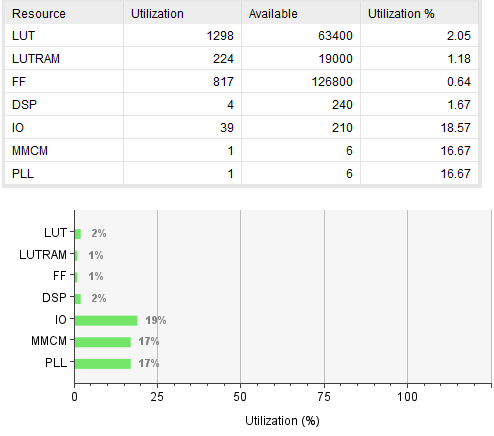 Resource Utilization Available Utilization %
LUT 1298 63400 2.05
LUTRAM 224 19000 1.18
FF 817 126800 0.64
DSP 4 240 1.67
IO 39 210 18.57
MMCM 1 6 16.67
PLL 1 6 16.67
LUT 2%
LUTRAM 1%
FF 1%
DSP 2%
IO 19%
MMCM 17%
PLL 17%
0 25 50 75 100
Utilization (%)